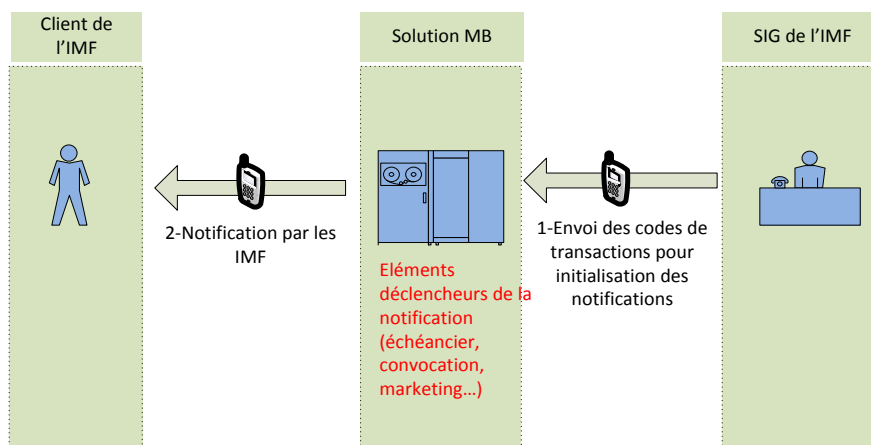 Client de
l'IMF
Solution MB
SIG de l'IMF
2-Notification par les
IMF
1-Envoi des codes de
transactions pour
initialisation des
notifications
Eléments
déclencheurs de la
notification
(échéancier,
convocation,
marketing…)